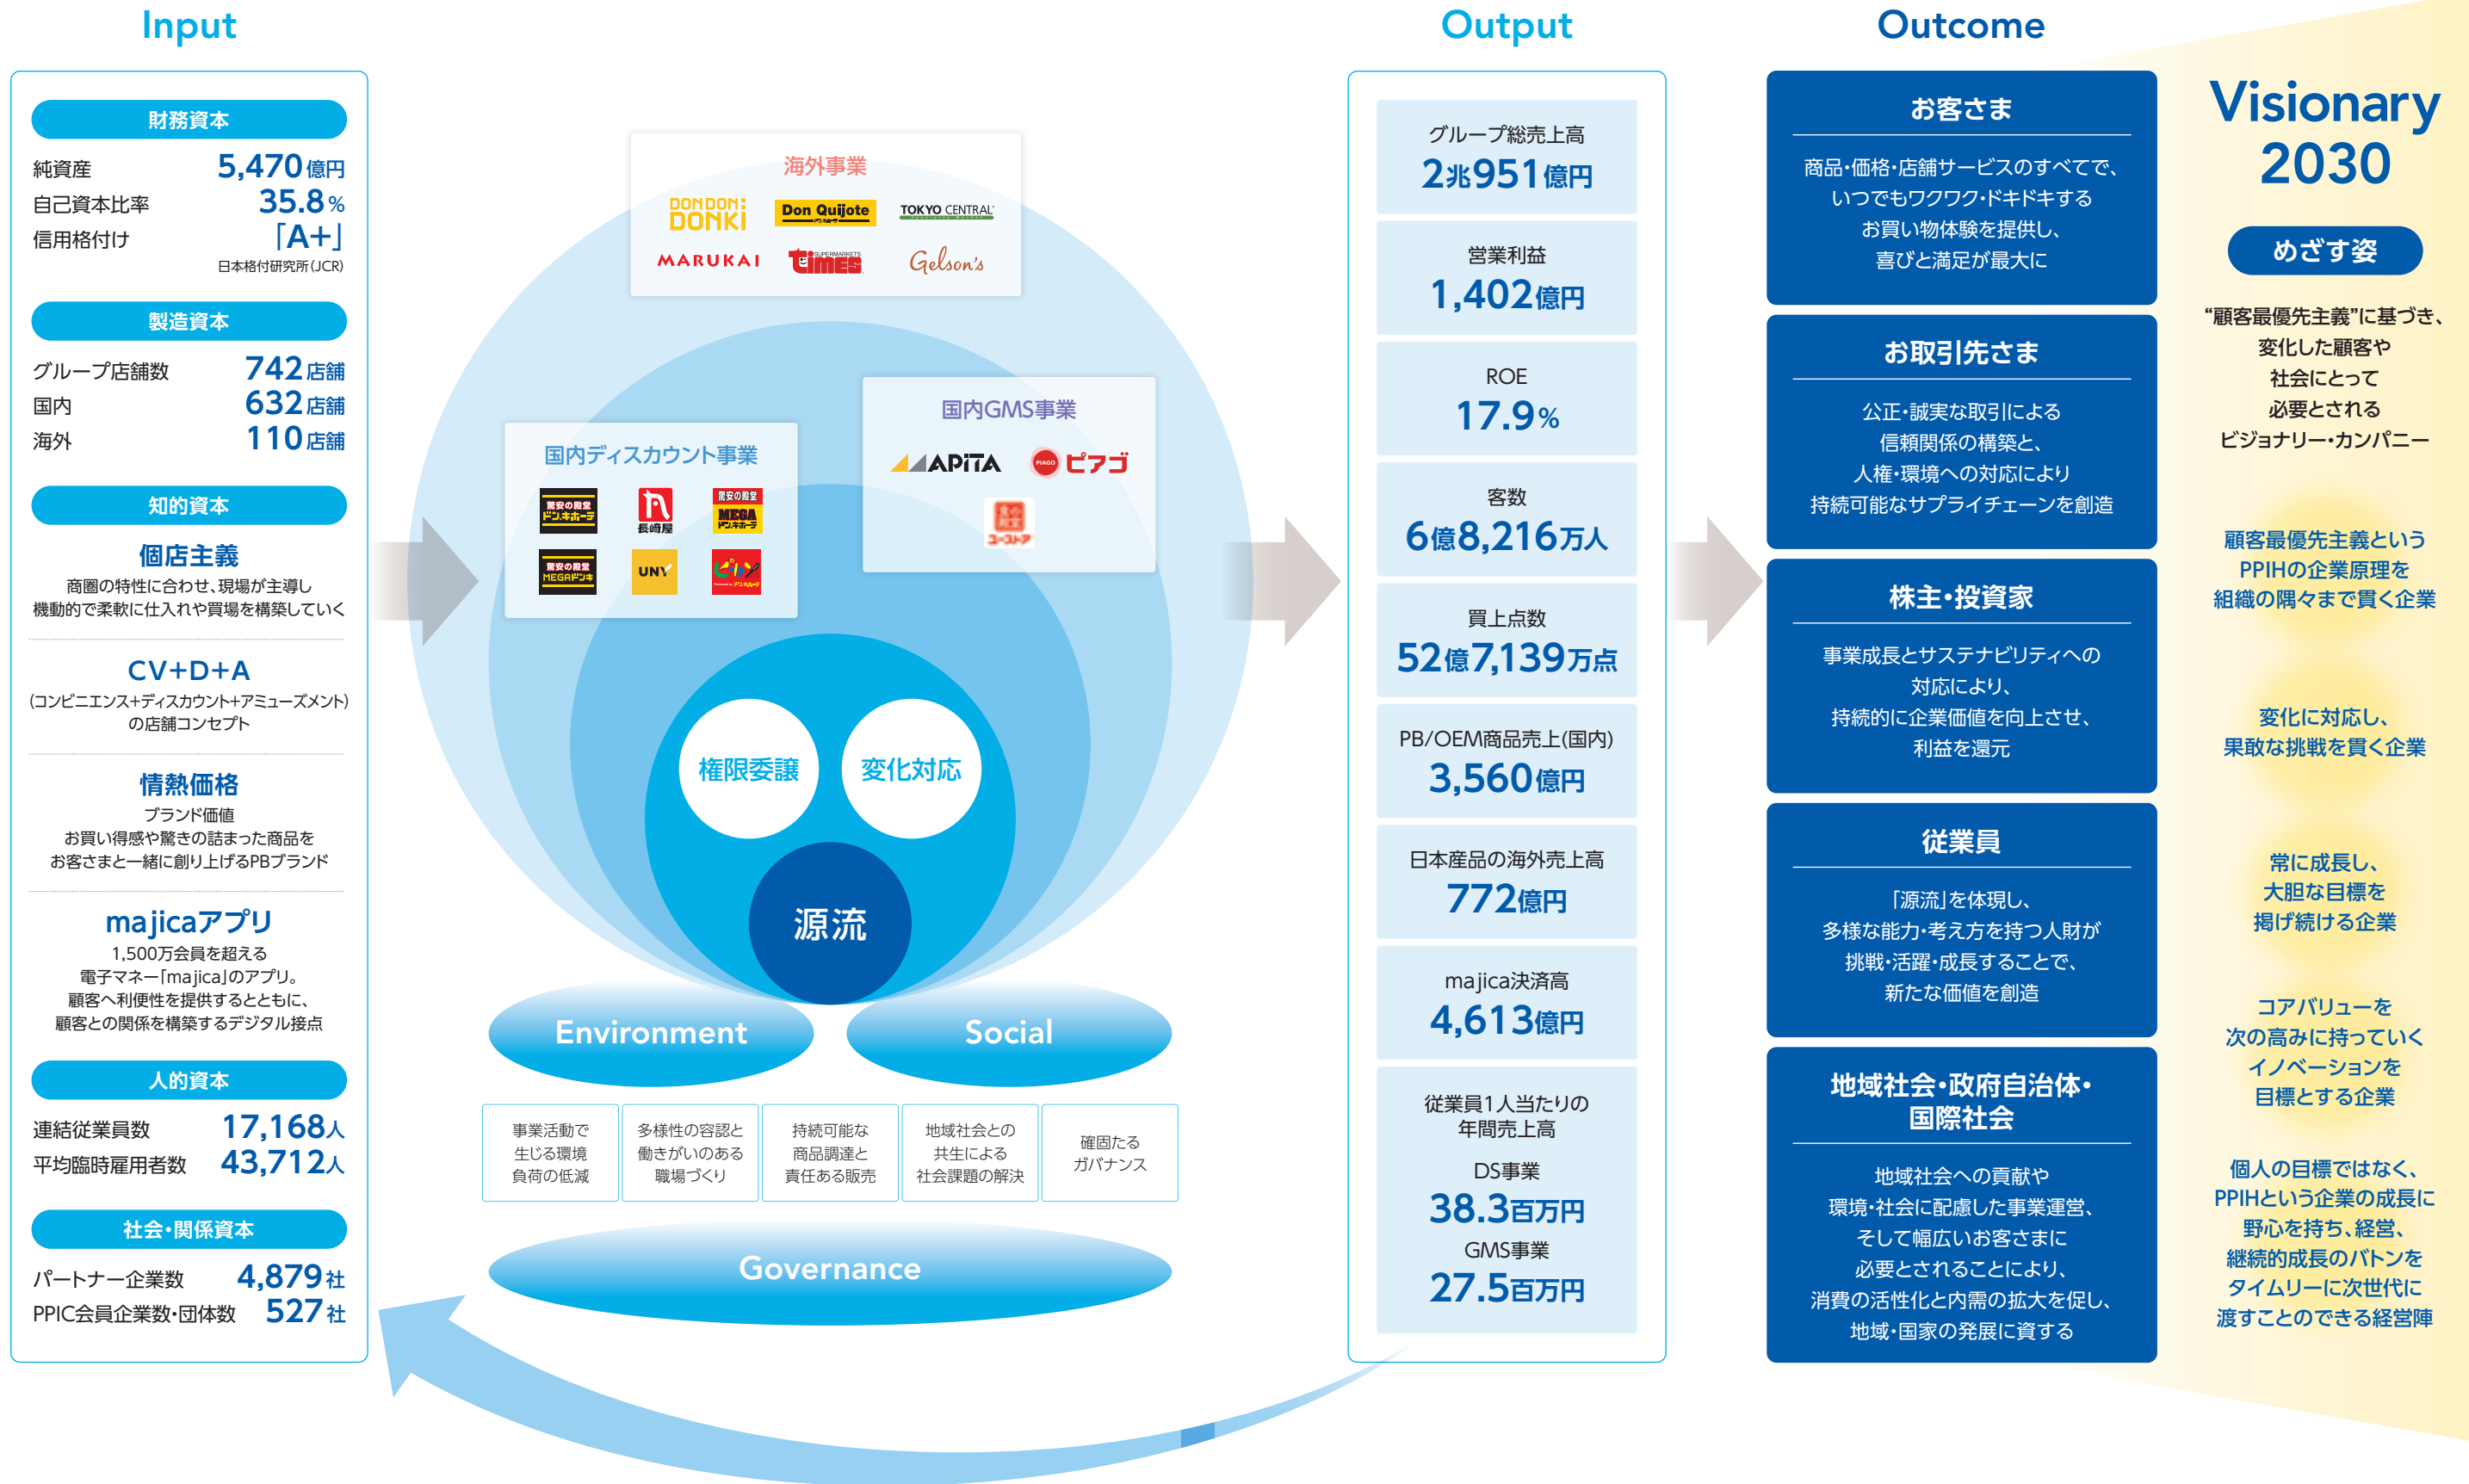 Input
財務資本
純資産 5,470億円
自己資本比率 35.8%
信用格付け 「A+」
日本格付研究所(JCR)
製造資本
グループ店舗数 742店舗
国内 632店舗
海外 110店舗
知的資本
個店主義
商圏の特性に合わせ、現場が主導し
機動的で柔軟に仕入れや買場を構築していく
CV+D+A
(コンビニエンス+ディスカウント+アミューズメント)
の店舗コンセプト
情熱価格
ブランド価値
お買い得感や驚きの詰まった商品を
お客さまと一緒に創り上げるPBブランド
majicaアプリ
1,500万会員を超える
電子マネー「majica」のアプリ。
顧客へ利便性を提供するとともに、
顧客との関係を構築するデジタル接点
人的資本
連結従業員数 17,168人
平均臨時雇用者数 43,712人
社会・関係資本
パートナー企業数 4,879社
PPIC会員企業数・団体数 527社
海外事業
DON DON DONKI
Don Quijote
TOKYO CENTRAL
MARUKAI
SUPERMARKETS
times
Gelson's
国内GMS事業
APiTA
PIAGO ピアゴ
食の殿堂
ユーストア
国内ディスカウント事業
驚安の殿堂
ドン.キホーテ
長崎屋
驚安の殿堂
MEGA
ドン.キホーテ
驚安の殿堂
MEGAドンキ
UNY
ピカソ
権限委譲
変化対応
源流
Environment
Social
事業活動で
生じる環境
負荷の低減
多様性の容認と
働きがいのある
職場づくり
持続可能な
商品調達と
責任ある販売
地域社会との
共生による
社会課題の解決
確固たる
ガバナンス
Governance
Output
グループ総売上高
2兆951億円
営業利益
1,402億円
ROE
17.9%
客数
6億8,216万人
買上点数
52億7,139万点
PB/OEM商品売上(国内)
3,560億円
日本産品の海外売上高
772億円
majica決済高
4,613億円
従業員1人当たりの
年間売上高
DS事業
38.3百万円
GMS事業
27.5百万円
Outcome
お客さま
商品・価格・店舗サービスのすべてで、
いつでもワクワク・ドキドキする
お買い物体験を提供し、
喜びと満足が最大に
お取引先さま
公正・誠実な取引による
信頼関係の構築と、
人権・環境への対応により
持続可能なサプライチェーンを創造
株主・投資家
事業成長とサステナビリティへの
対応により、
持続的に企業価値を向上させ、
利益を還元
従業員
「源流」を体現し、
多様な能力・考え方を持つ人財が
挑戦・活躍・成長することで、
新たな価値を創造
地域社会・政府自治体・
国際社会
地域社会への貢献や
環境・社会に配慮した事業運営、
そして幅広いお客さまに
必要とされることにより、
消費の活性化と内需の拡大を促し、
地域・国家の発展に資する
Visionary
2030
めざす姿
“顧客最優先主義”に基づき、
変化した顧客や
社会にとって
必要とされる
ビジョナリー・カンパニー
顧客最優先主義という
PPIHの企業原理を
組織の隅々まで貫く企業
変化に対応し、
果敢な挑戦を貫く企業
常に成長し、
大胆な目標を
掲げ続ける企業
コアバリューを
次の高みに持っていく
イノベーションを
目標とする企業
個人の目標ではなく、
PPIHという企業の成長に
野心を持ち、経営、
継続的成長のバトンを
タイムリーに次世代に
渡すことのできる経営陣